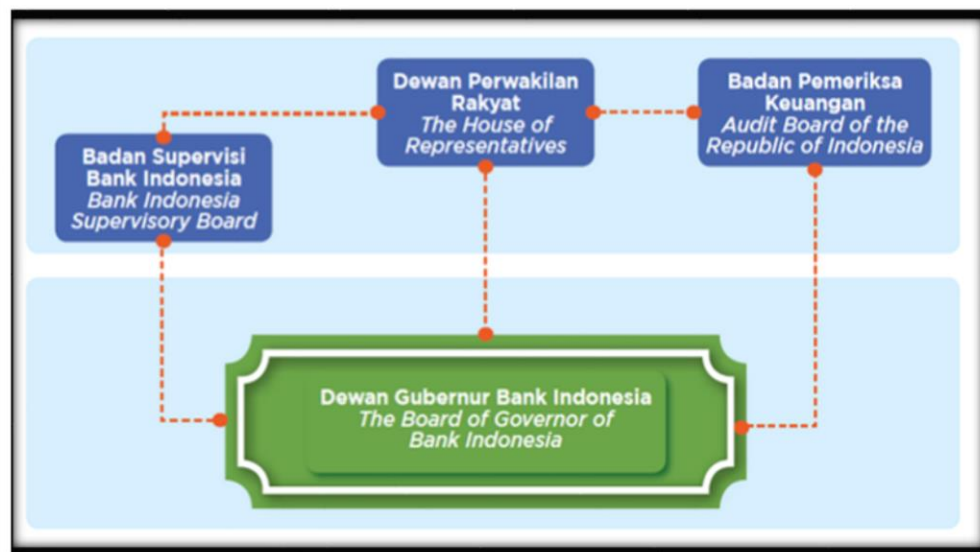 Dewan Perwakilan
Rakyat
The House of
Representatives
Badan Pemeriksa
Keuangan
Audit Board of the
Republic of Indonesia
Badan Supervisi
Bank Indonesia
Bank Indonesia
Supervisory Board
Dewan Gubernur Bank Indonesia
The Board of Governor of
Bank Indonesia